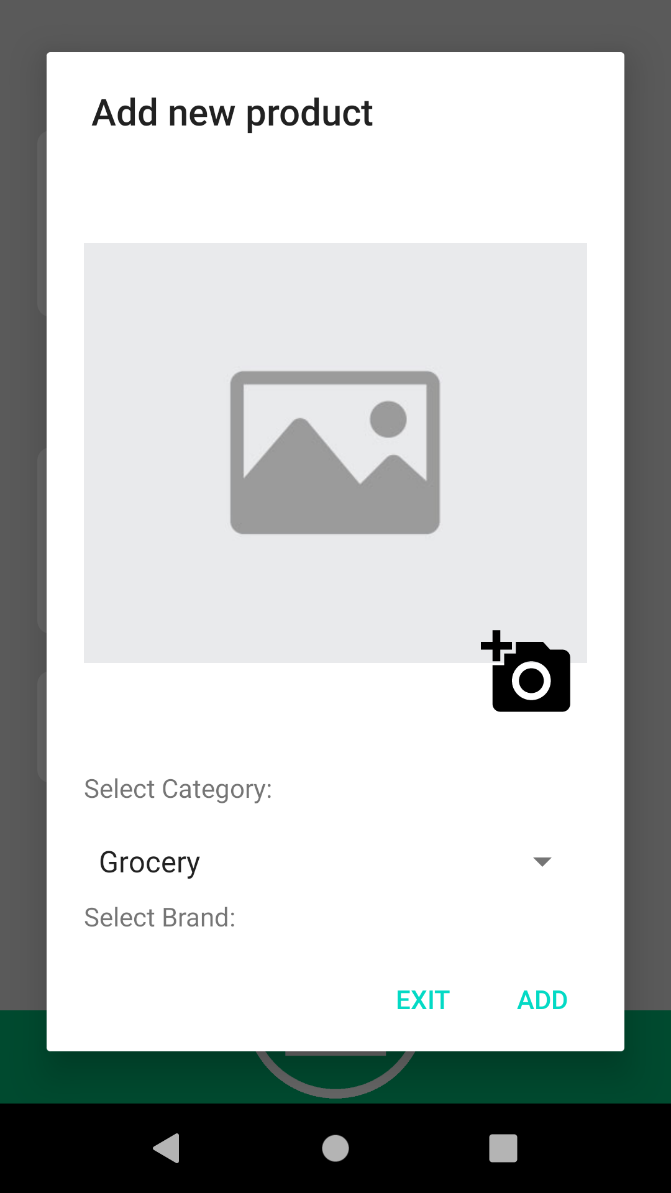 Add new product
Select Category:
Grocery
Select Brand:
EXIT
ADD